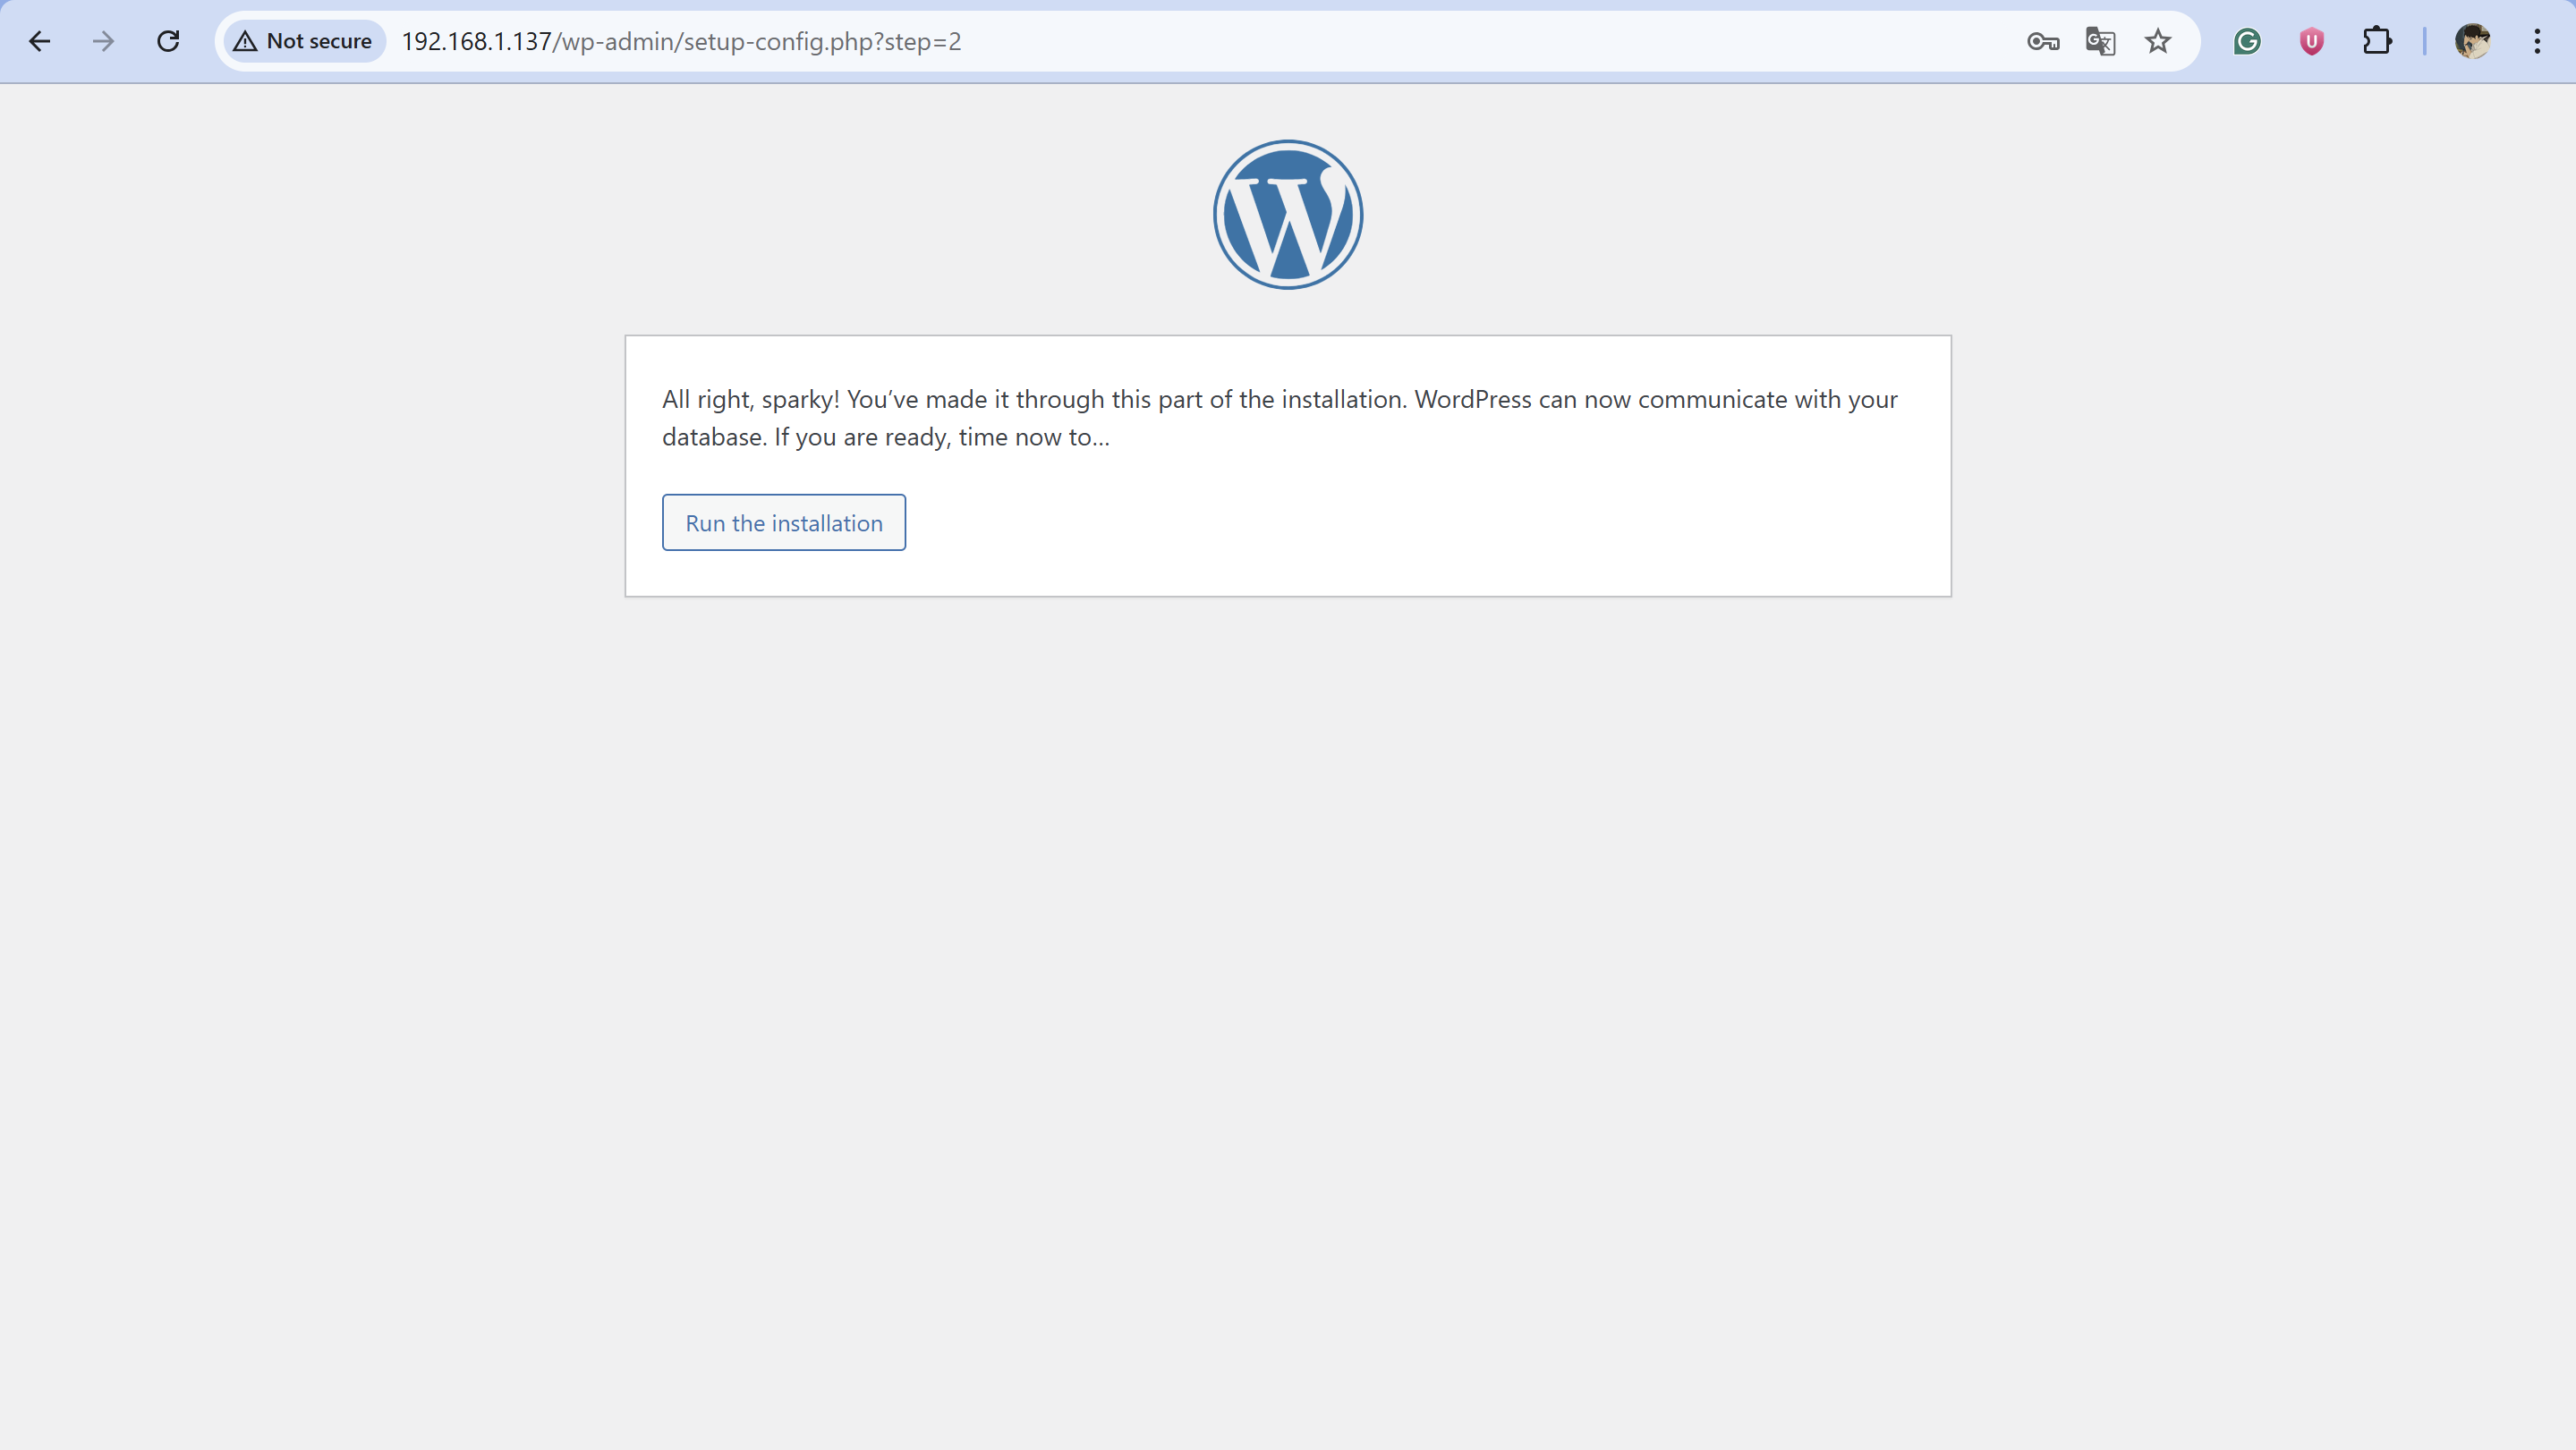 Not secure 192.168.1.137/wp-admin/setup-config.php?step=2
All right, sparky! You’ve made it through this part of the installation. WordPress can now communicate with your
database. If you are ready, time now to…
Run the installation